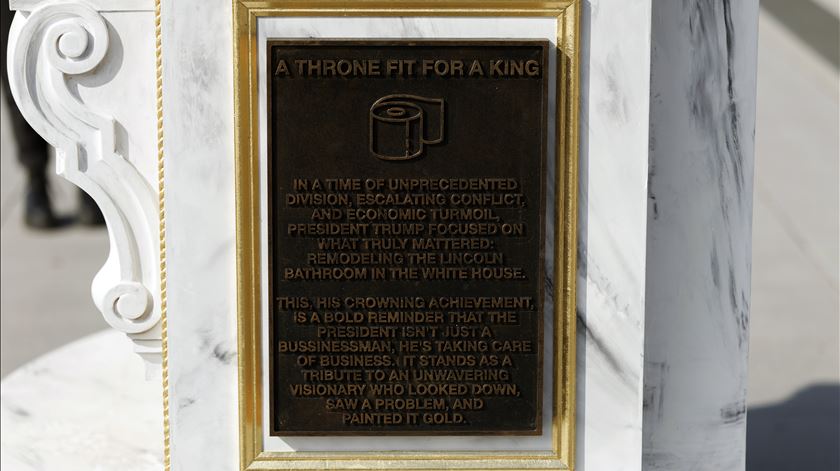 A THRONE FIT FOR A KING
IN A TIME OF UNPRECEDENTED
DIVISION, ESCALATING CONFLICT,
AND ECONOMIC TURMOIL,
PRESIDENT TRUMP FOCUSED ON
WHAT TRULY MATTERED:
REMODELING THE LINCOLN
BATHROOM IN THE WHITE HOUSE.
THIS, HIS CROWNING ACHIEVEMENT,
IS A BOLD REMINDER THAT THE
PRESIDENT ISN'T JUST A
BUSSINESSMAN, HE'S TAKING CARE
OF BUSINESS. IT STANDS AS A
TRIBUTE TO AN UNWAVERING
VISIONARY WHO LOOKED DOWN,
SAW A PROBLEM, AND
PAINTED IT GOLD.